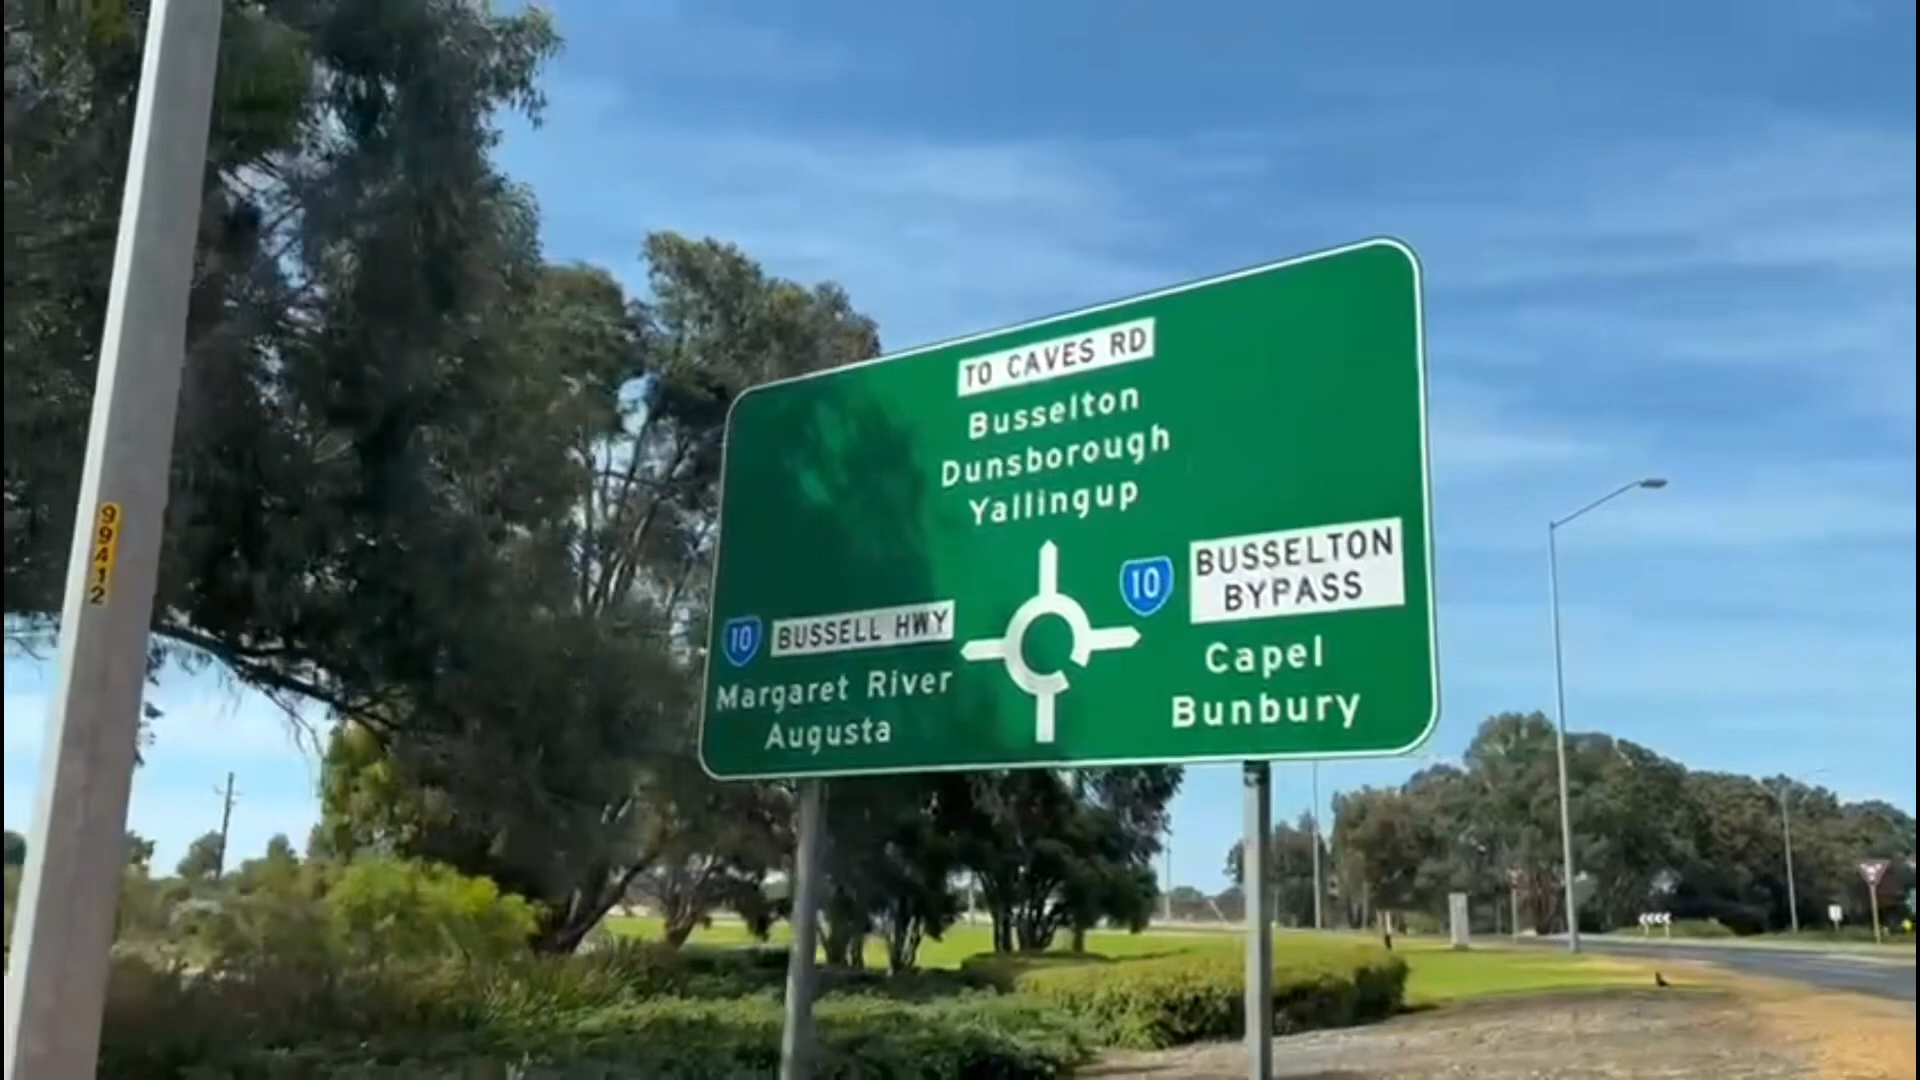 TO CAVES RD
Busselton
Dunsborough
Yallingup
10 BUSSELL HWY
Margaret River
Augusta
10 BUSSELTON
BYPASS
Capel
Bunbury
99412